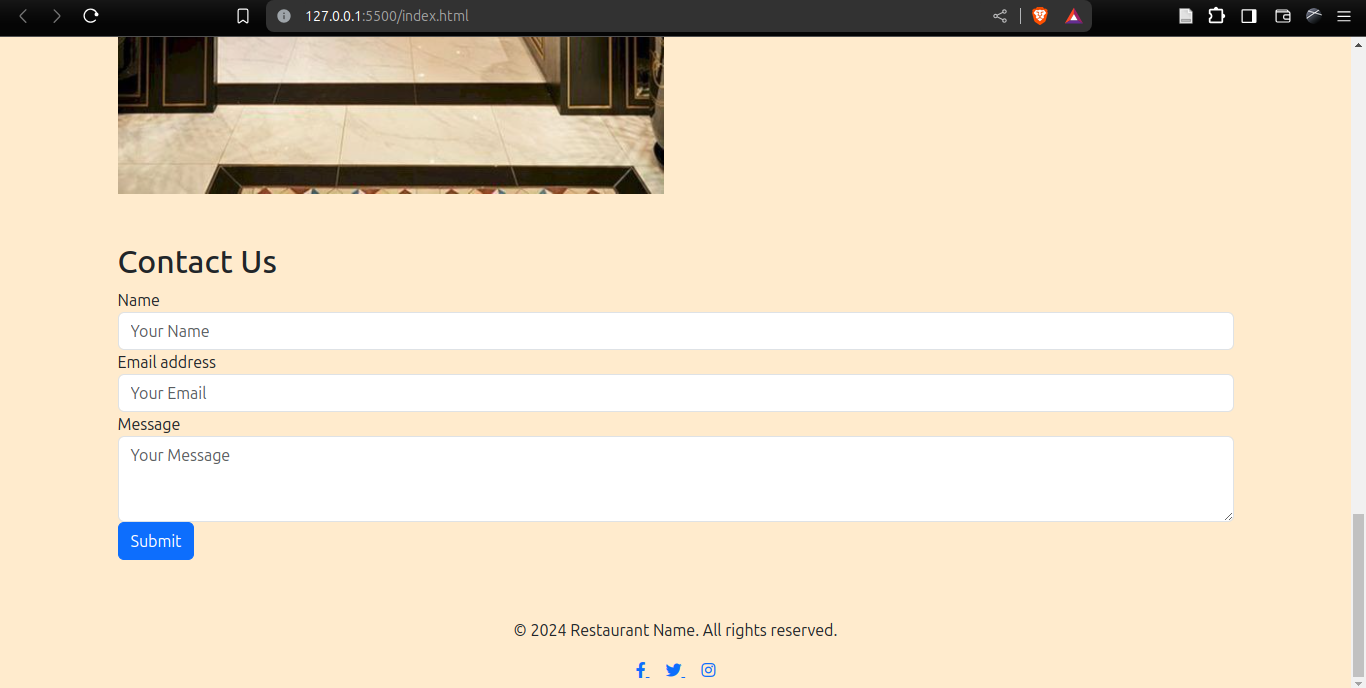 127.0.0.1:5500/index.html
Contact Us
Name
Your Name
Email address
Your Email
Message
Your Message
Submit
© 2024 Restaurant Name. All rights reserved.